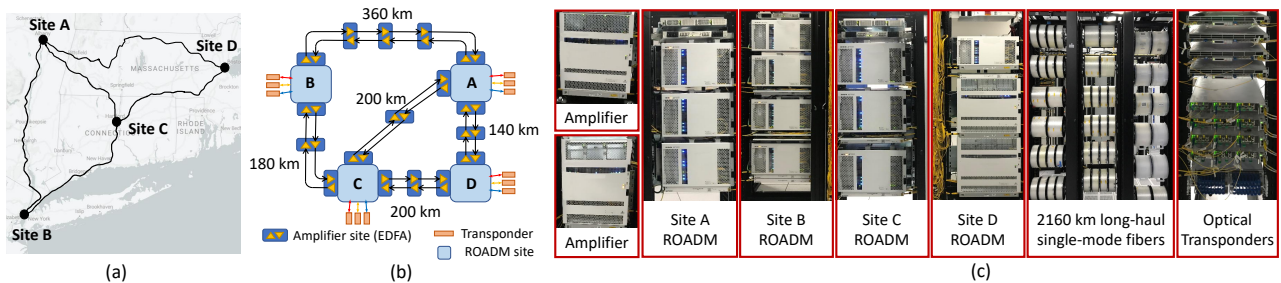 Site A
Site D
MASSACHUSETTS
Site C
CONNECTICUT
RHODE
ISLAND
Site B
(a)
360 km
B
A
200 km
140 km
180 km
C
D
200 km
Amplifier site (EDFA)
Transponder
ROADM site
(b)
Amplifier
Amplifier
Site A
ROADM
Site B
ROADM
Site C
ROADM
Site D
ROADM
2160 km long-haul
single-mode fibers
Optical
Transponders
(c)